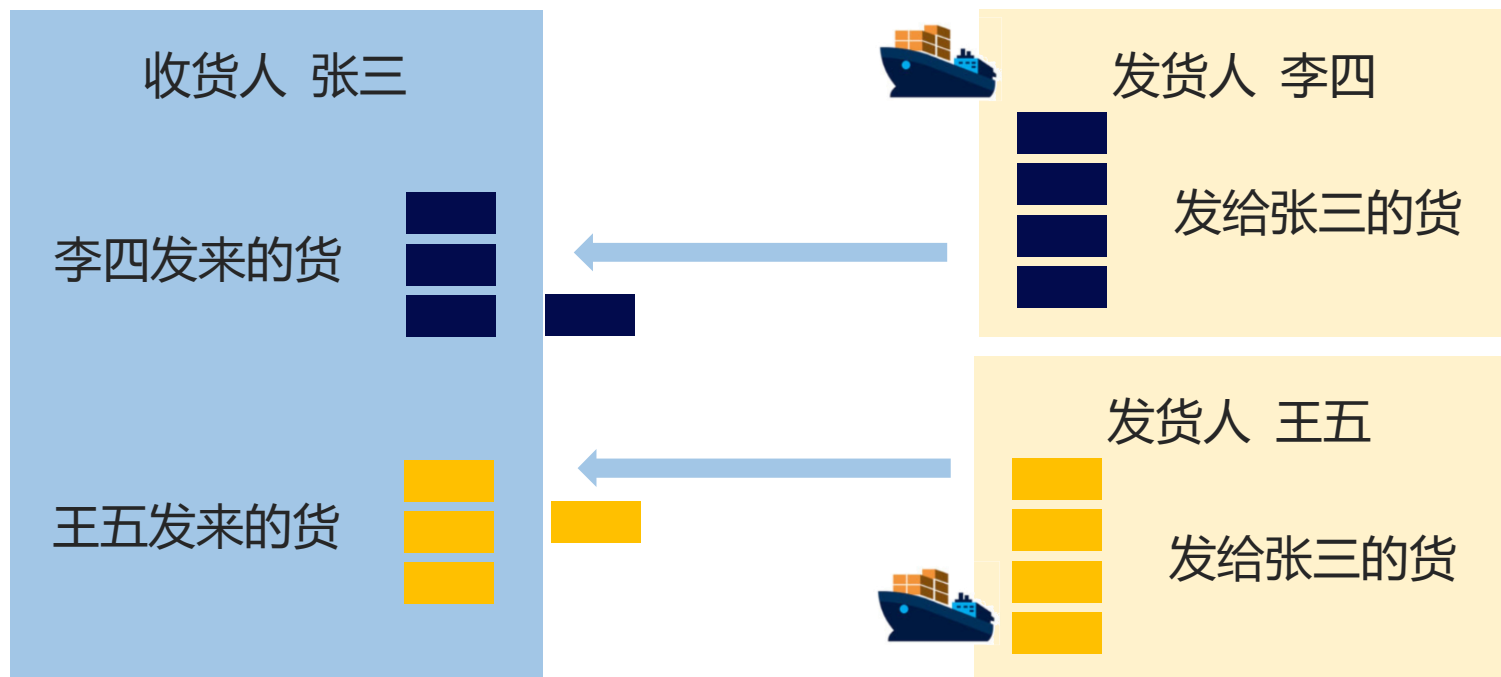 收货人 张三
李四发来的货
王五发来的货
发货人 李四
发给张三的货
发货人 王五
发给张三的货